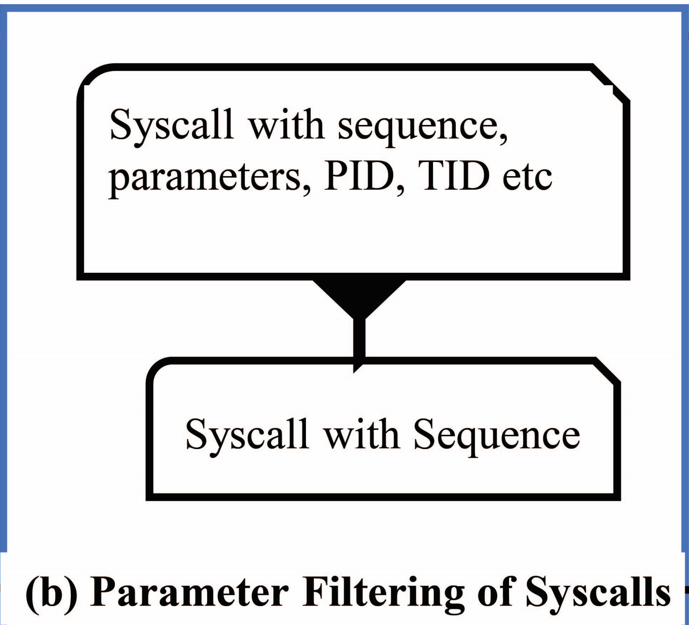 Syscall with sequence,
parameters, PID, TID etc
Syscall with Sequence
(b) Parameter Filtering of Syscalls